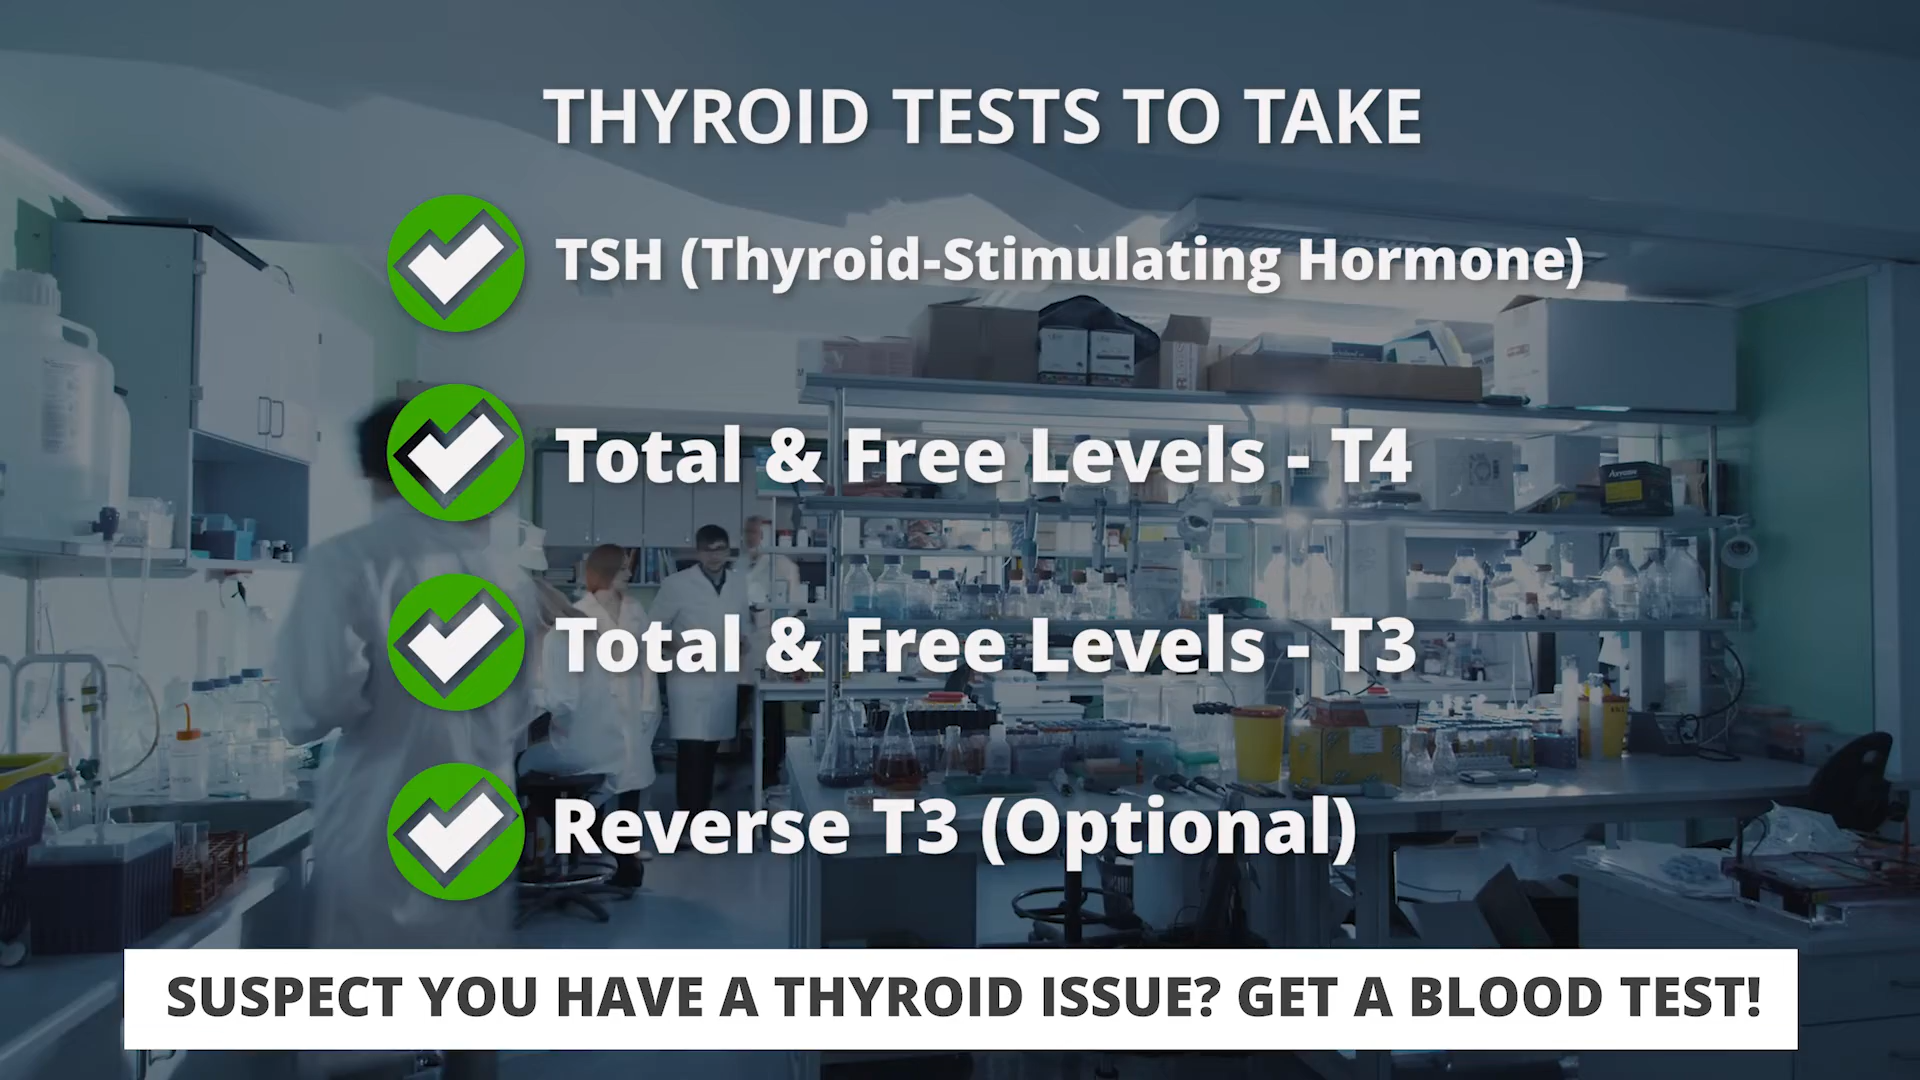 THYROID TESTS TO TAKE
TSH (Thyroid-Stimulating Hormone)
Total & Free Levels - T4
Total & Free Levels - T3
Reverse T3 (Optional)
SUSPECT YOU HAVE A THYROID ISSUE? GET A BLOOD TEST!